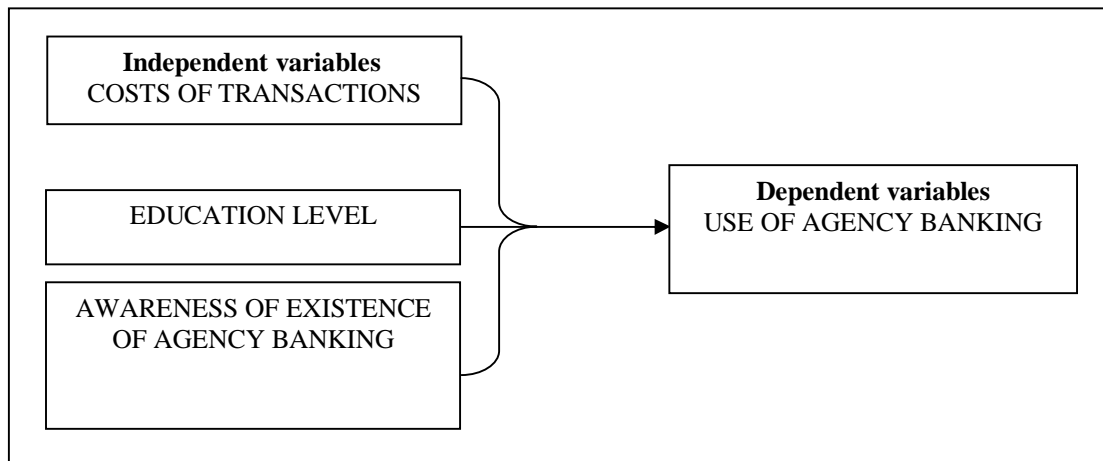 Independent variables
COSTS OF TRANSACTIONS
EDUCATION LEVEL
AWARENESS OF EXISTENCE
OF AGENCY BANKING
Dependent variables
USE OF AGENCY BANKING